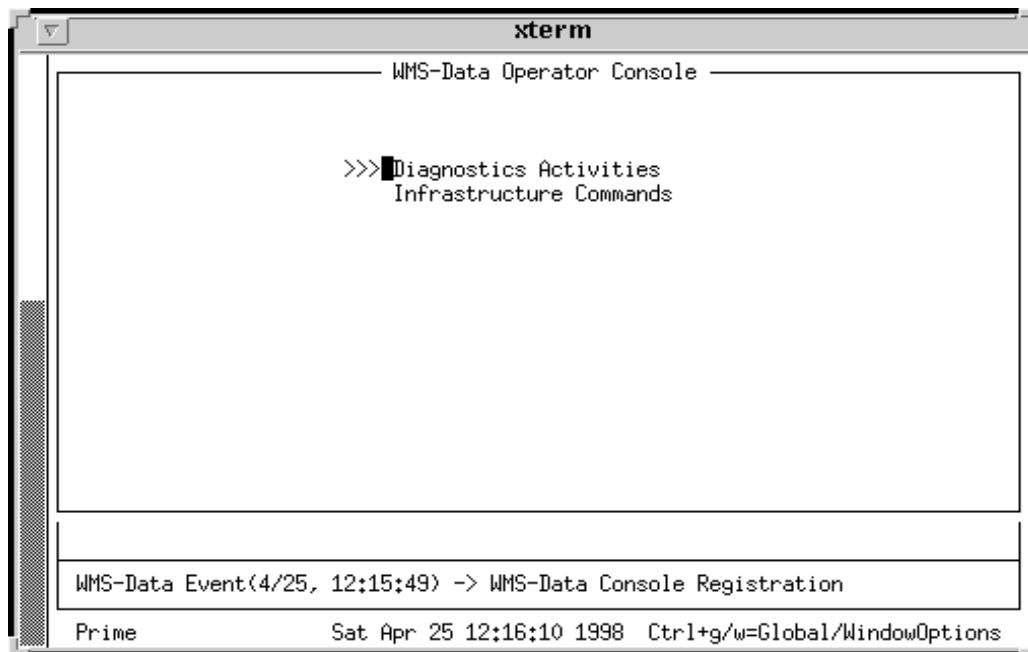 xterm
WMS-Data Operator Console
>>> Diagnostics Activities
Infrastructure Commands
WMS-Data Event(4/25, 12:15:49) -> WMS-Data Console Registration
Prime Sat Apr 25 12:16:10 1998 Ctrl+g/w=Global/WindowOptions